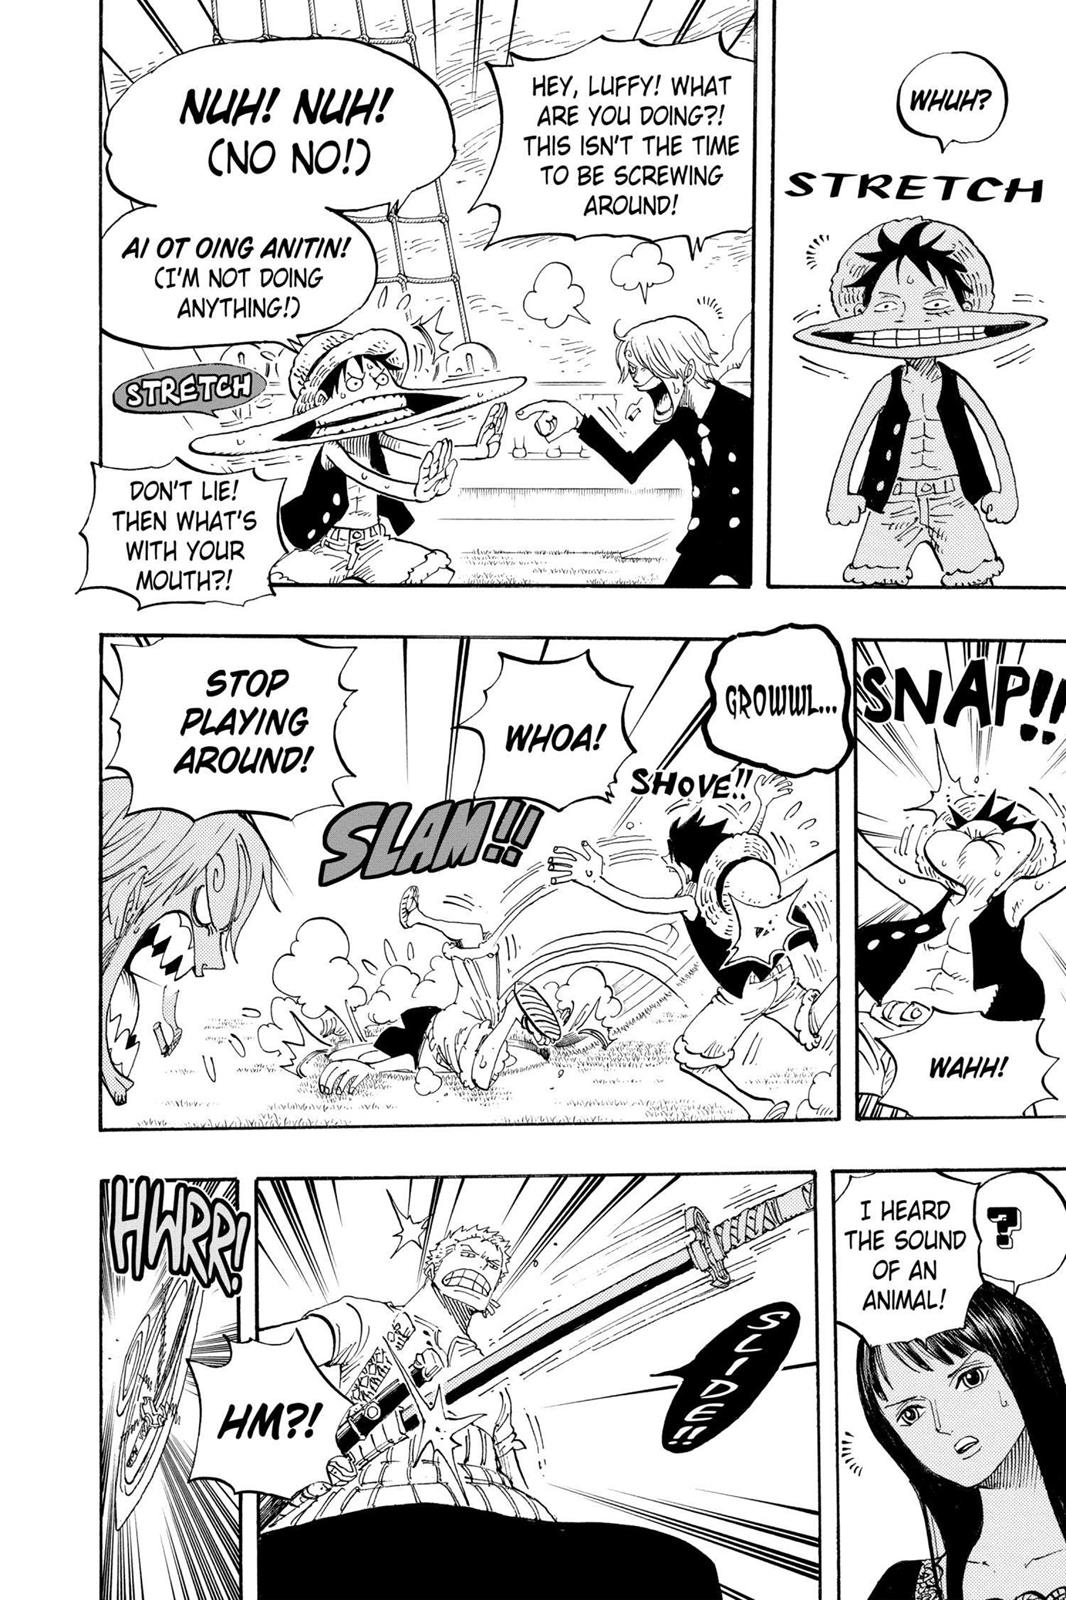 WHUH?
STRETCH
HEY, LUFFY! WHAT
ARE YOU DOING?!
THIS ISN'T THE TIME
TO BE SCREWING
AROUND!
NUH! NUH!
(NO NO!)
AI OT OING ANITIN!
(I'M NOT DOING
ANYTHING!)
STRETCH
DON'T LIE!
THEN WHAT'S
WITH YOUR
MOUTH?!
SNAP!!
WAHH!
GROWWL...
SHOVE!!
WHOA!
SLAM!!
STOP
PLAYING
AROUND!
?
I HEARD
THE SOUND
OF AN
ANIMAL!
SLIDE!!
HM?!
HWRR!